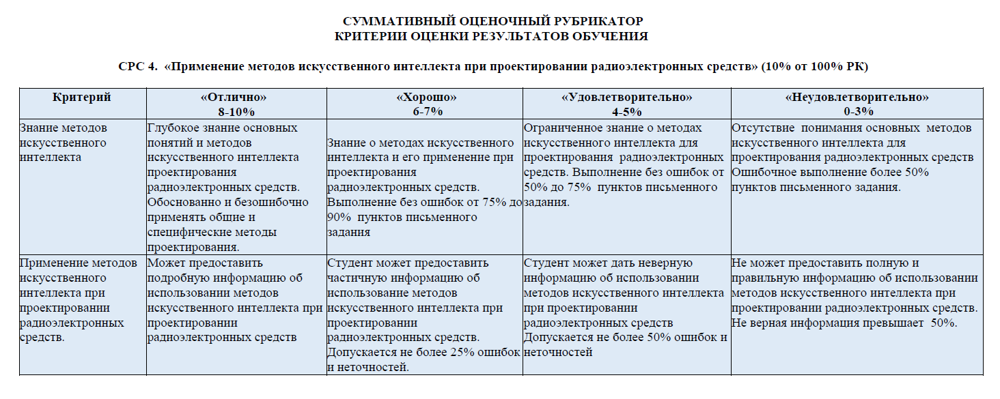 СУММАТИВНЫЙ ОЦЕНОЧНЫЙ РУБРИКАТОР
КРИТЕРИИ ОЦЕНКИ РЕЗУЛЬТАТОВ ОБУЧЕНИЯ
СРС 4. «Применение методов искусственного интеллекта при проектировании радиоэлектронных средств» (10% от 100% РК)
Критерий
«Отлично»
8-10%
«Хорошо»
6-7%
«Удовлетворительно»
4-5%
«Неудовлетворительно»
0-3%
Знание методов
искусственного
интеллекта
Глубокое знание основных
понятий и методов
искусственного интеллекта
проектирования
радиоэлектронных средств.
Обоснованно и безошибочно
применять общие и
специфические методы
проектирования.
Знание о методах искусственного
интеллекта и его применение при
проектирования
радиоэлектронных средств.
Выполнение без ошибок от 75% до
90% пунктов письменного
задания
Ограниченное знание о методах
искусственного интеллекта для
проектирования радиоэлектронных
средств. Выполнение без ошибок от
50% до 75% пунктов письменного
задания.
Отсутствие понимания основных методов
искусственного интеллекта для
проектирования радиоэлектронных средств
Ошибочное выполнение более 50%
пунктов письменного задания.
Применение методов
искусственного
интеллекта при
проектировании
радиоэлектронных
средств.
Может предоставить
подробную информацию об
использовании методов
искусственного интеллекта при
проектировании
радиоэлектронных средств
Студент может предоставить
частичную информацию об
использование методов
искусственного интеллекта при
проектировании
радиоэлектронных средств.
Допускается не более 25% ошибок
и неточностей.
Студент может дать неверную
информацию об использовании
методов искусственного интеллекта
при проектировании
радиоэлектронных средств
Допускается не более 50% ошибок и
неточностей
Не может предоставить полную и
правильную информацию об использовании
методов искусственного интеллекта при
проектировании радиоэлектронных средств.
Не верная информация превышает 50%.